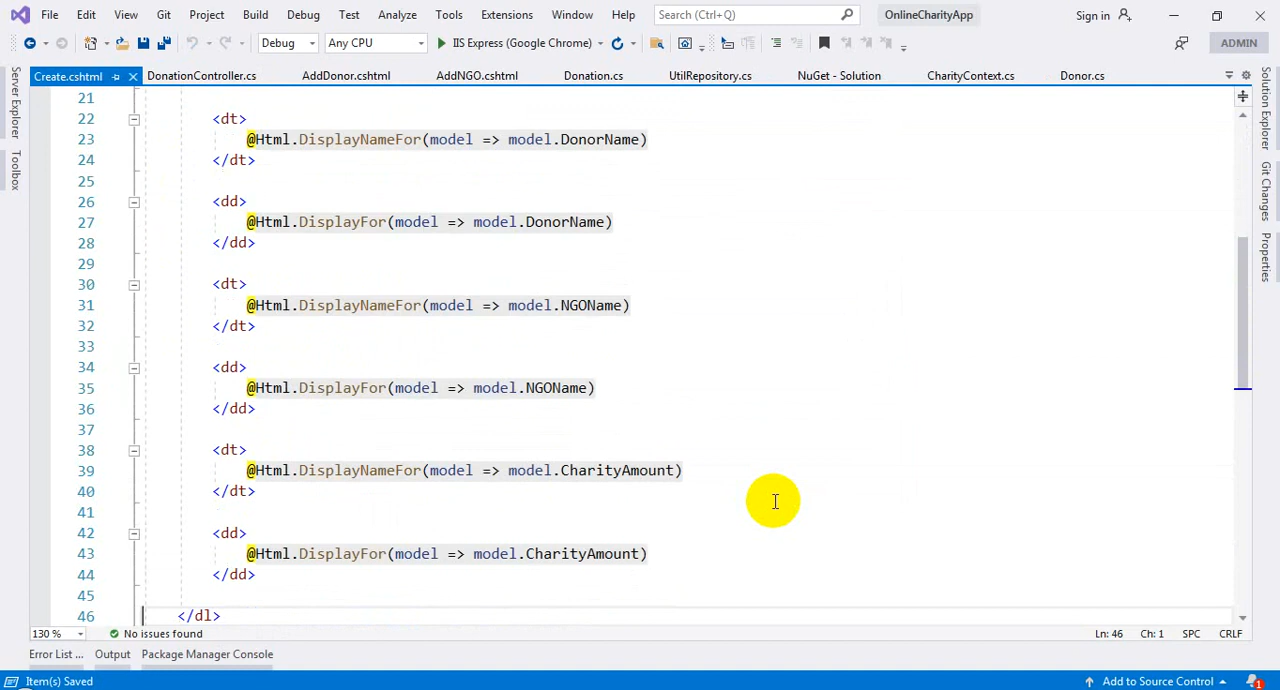 File Edit View Git Project Build Debug Test Analyze Tools Extensions Window Help Search (Ctrl+Q) OnlineCharityApp Sign in
Debug Any CPU IIS Express (Google Chrome) ADMIN
Create.cshtml DonationController.cs AddDonor.cshtml AddNGO.cshtml Donation.cs UtilRepository.cs NuGet - Solution CharityContext.cs Donor.cs
Server Explorer
Toolbox
Solution Explorer
Git Changes
Properties
21
22 <dt>
23 @Html.DisplayNameFor(model => model.DonorName)
24 </dt>
25
26 <dd>
27 @Html.DisplayFor(model => model.DonorName)
28 </dd>
29
30 <dt>
31 @Html.DisplayNameFor(model => model.NGOName)
32 </dt>
33
34 <dd>
35 @Html.DisplayFor(model => model.NGOName)
36 </dd>
37
38 <dt>
39 @Html.DisplayNameFor(model => model.CharityAmount)
40 </dt>
41
42 <dd>
43 @Html.DisplayFor(model => model.CharityAmount)
44 </dd>
45
46 </dl>
130 % No issues found Ln: 46 Ch: 1 SPC CRLF
Error List ... Output Package Manager Console
Item(s) Saved Add to Source Control 1